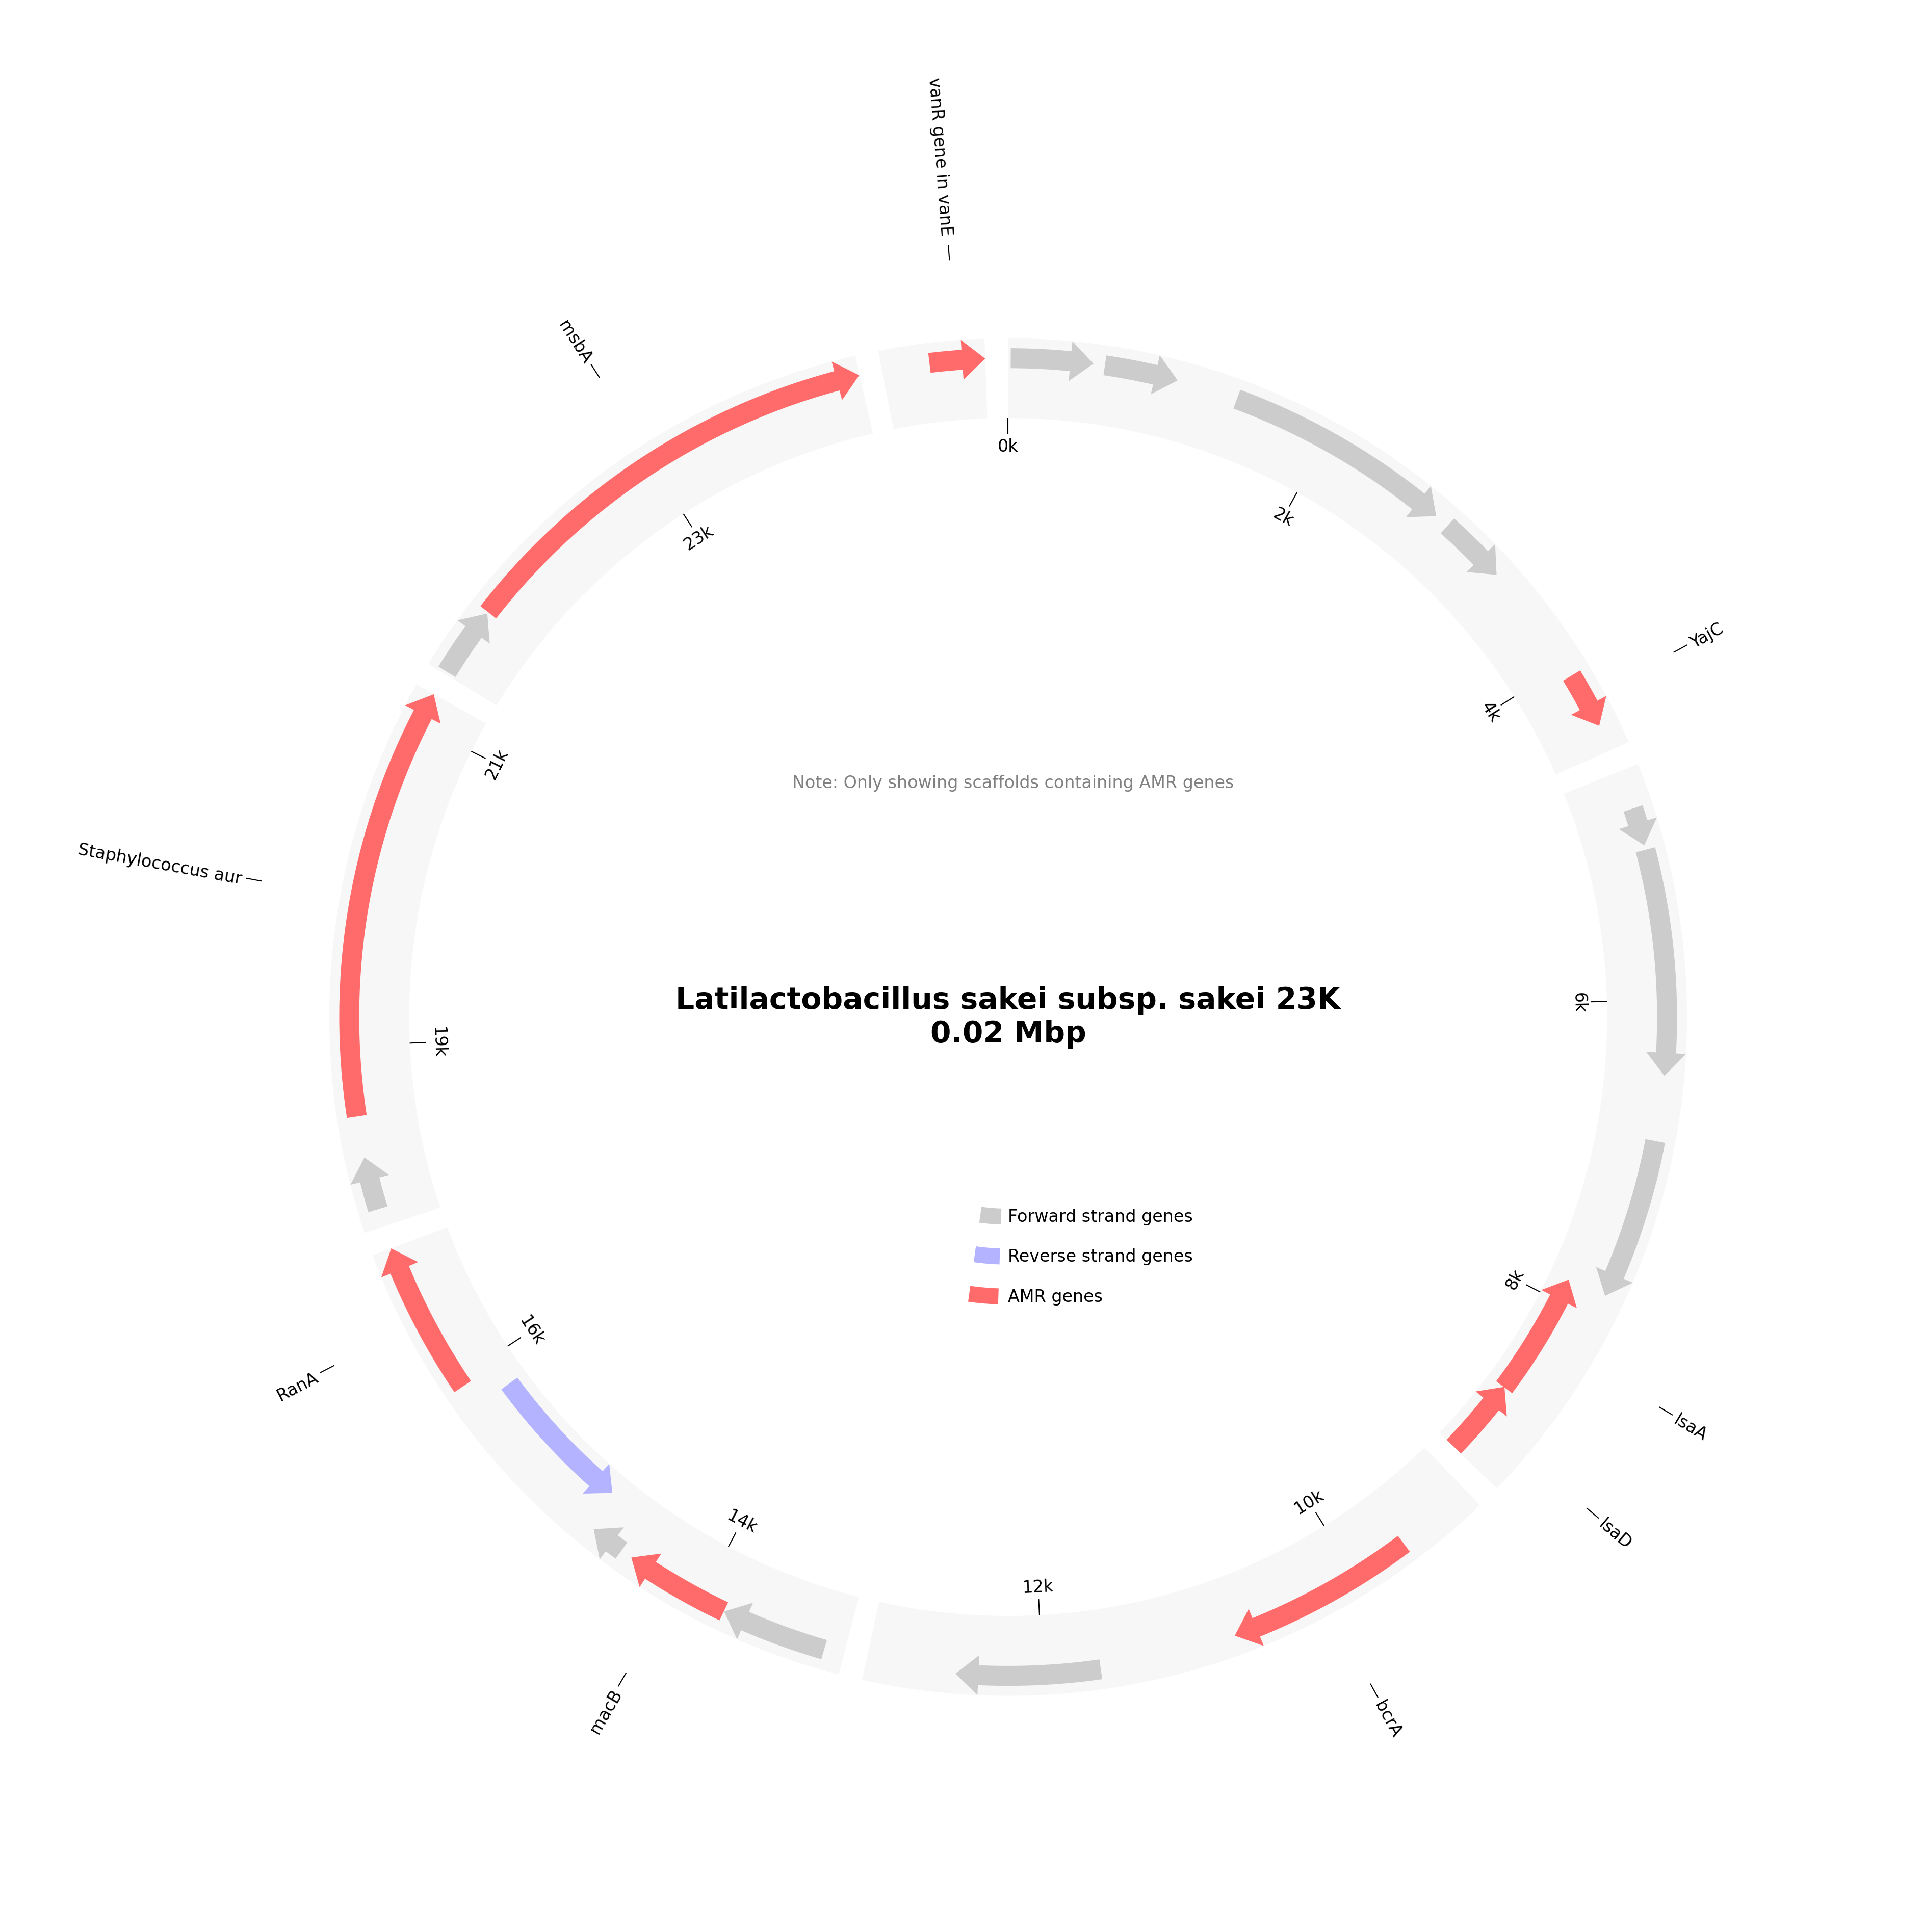 vanR gene in vanE
msbA
0k
2k
23k
YajC
4k
21k
Note: Only showing scaffolds containing AMR genes
Staphylococcus aur
Latilactobacillus sakei subsp. sakei 23K
0.02 Mbp
6k
19k
Forward strand genes
Reverse strand genes
AMR genes
8k
16k
RanA
lsaA
10k
14k
lsaD
12k
macB
bcrA